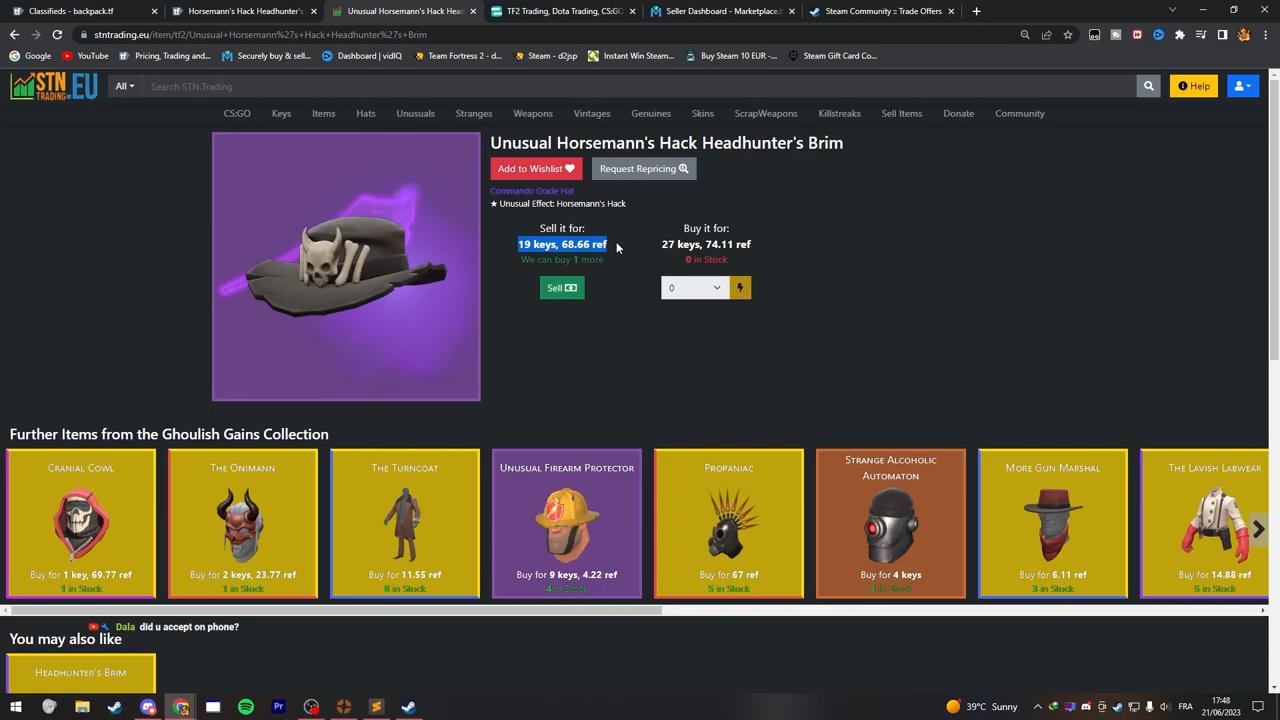 Classifieds - backpack.tf
Horsemann's Hack Headhunter's
Unusual Horsemann's Hack Head
TF2 Trading, Dota Trading, CS:GO
Seller Dashboard - Marketplace.t
Steam Community :: Trade Offers
stntrading.eu/item/tf2/Unusual+Horsemann%27s+Hack+Headhunter%27s+Brim
Google
YouTube
Pricing, Trading and...
Securely buy and sell...
Dashboard | vidIQ
Team Fortress 2 - d...
Steam - d2jsp
Instant Win Steam...
Buy Steam 10 EUR -...
Steam Gift Card Co...
STN
TRADING
.EU
All
Search STN.Trading
Help
CS:GO
Keys
Items
Hats
Unusuals
Stranges
Weapons
Vintages
Genuines
Skins
ScrapWeapons
Killstreaks
Sell Items
Donate
Community
Unusual Horsemann's Hack Headhunter's Brim
Add to Wishlist
Request Repricing
Commando Grade Hat
★ Unusual Effect: Horsemann's Hack
Sell it for:
Buy it for:
19 keys, 68.66 ref
27 keys, 74.11 ref
We can buy 1 more
0 in Stock
Sell
0
Further Items from the Ghoulish Gains Collection
Cranial Cowl
Buy for 1 key, 69.77 ref
1 in Stock
The Onimann
Buy for 2 keys, 23.77 ref
1 in Stock
The Turncoat
Buy for 11.55 ref
8 in Stock
Unusual Firearm Protector
Buy for 9 keys, 4.22 ref
4 in Stock
Propaniac
Buy for 67 ref
5 in Stock
Strange Alcoholic
Automaton
Buy for 4 keys
in Stock
More Gun Marshal
Buy for 6.11 ref
3 in Stock
The Lavish Labwear
Buy for 14.88 ref
5 in Stock
Dala did you accept on phone?
You may also like
Headhunter's Brim
39°C Sunny
FRA
17:48
21/06/2023